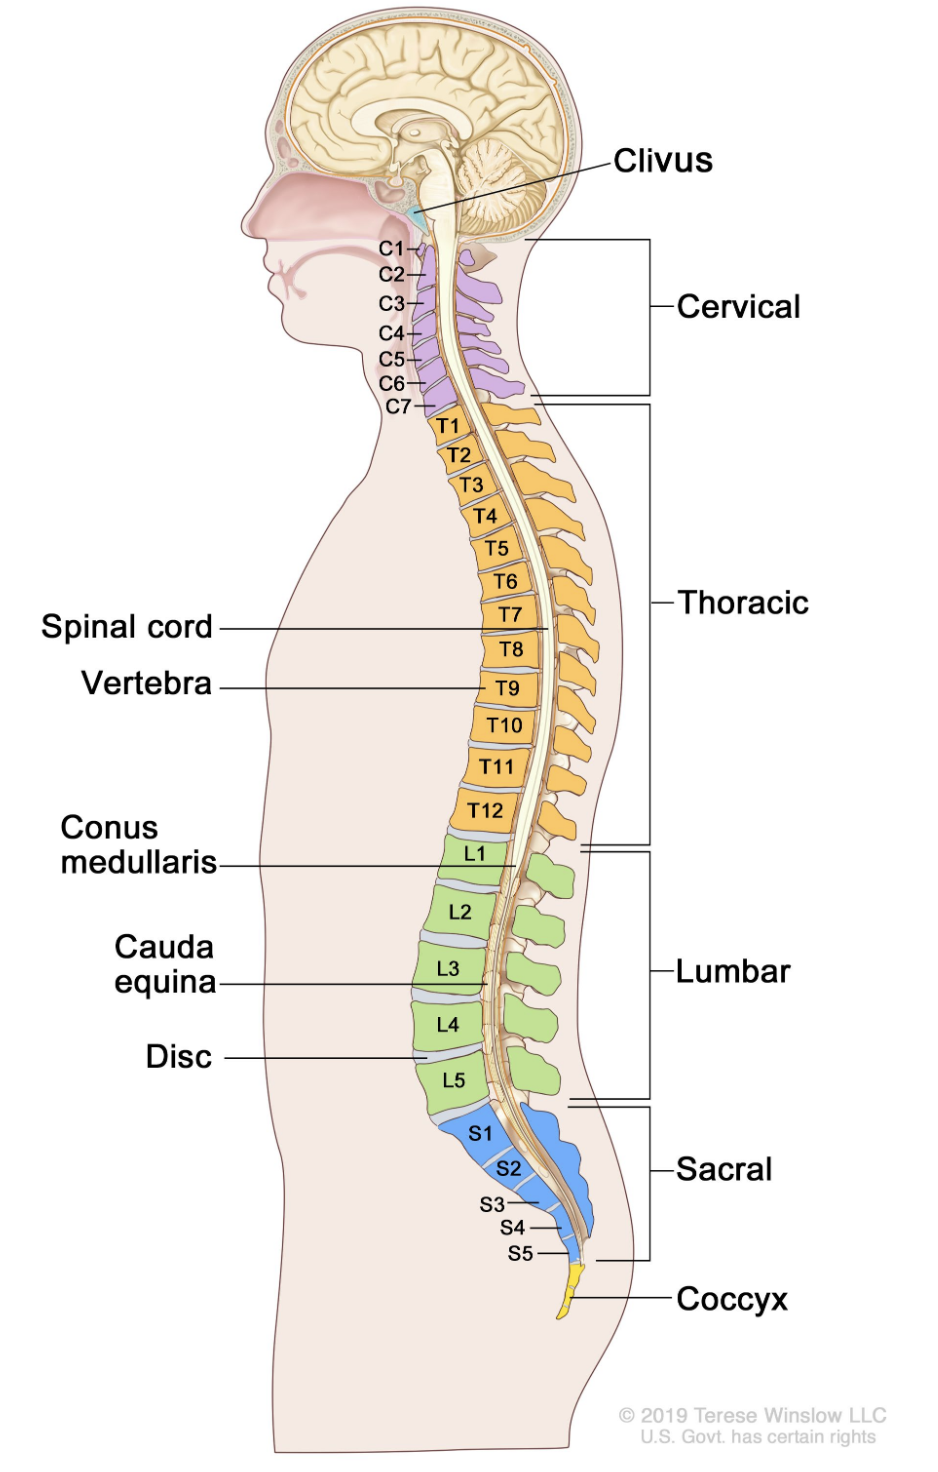 Clivus
C1
C2
C3
C4
C5
C6
C7
Cervical
T1
T2
T3
T4
T5
T6
T7
T8
T9
T10
T11
T12
Thoracic
Spinal cord
Vertebra
Conus
medullaris
L1
L2
L3
L4
L5
Cauda
equina
Lumbar
Disc
S1
S2
S3
S4
S5
Sacral
Coccyx
© 2019 Terese Winslow LLC
U.S. Govt. has certain rights